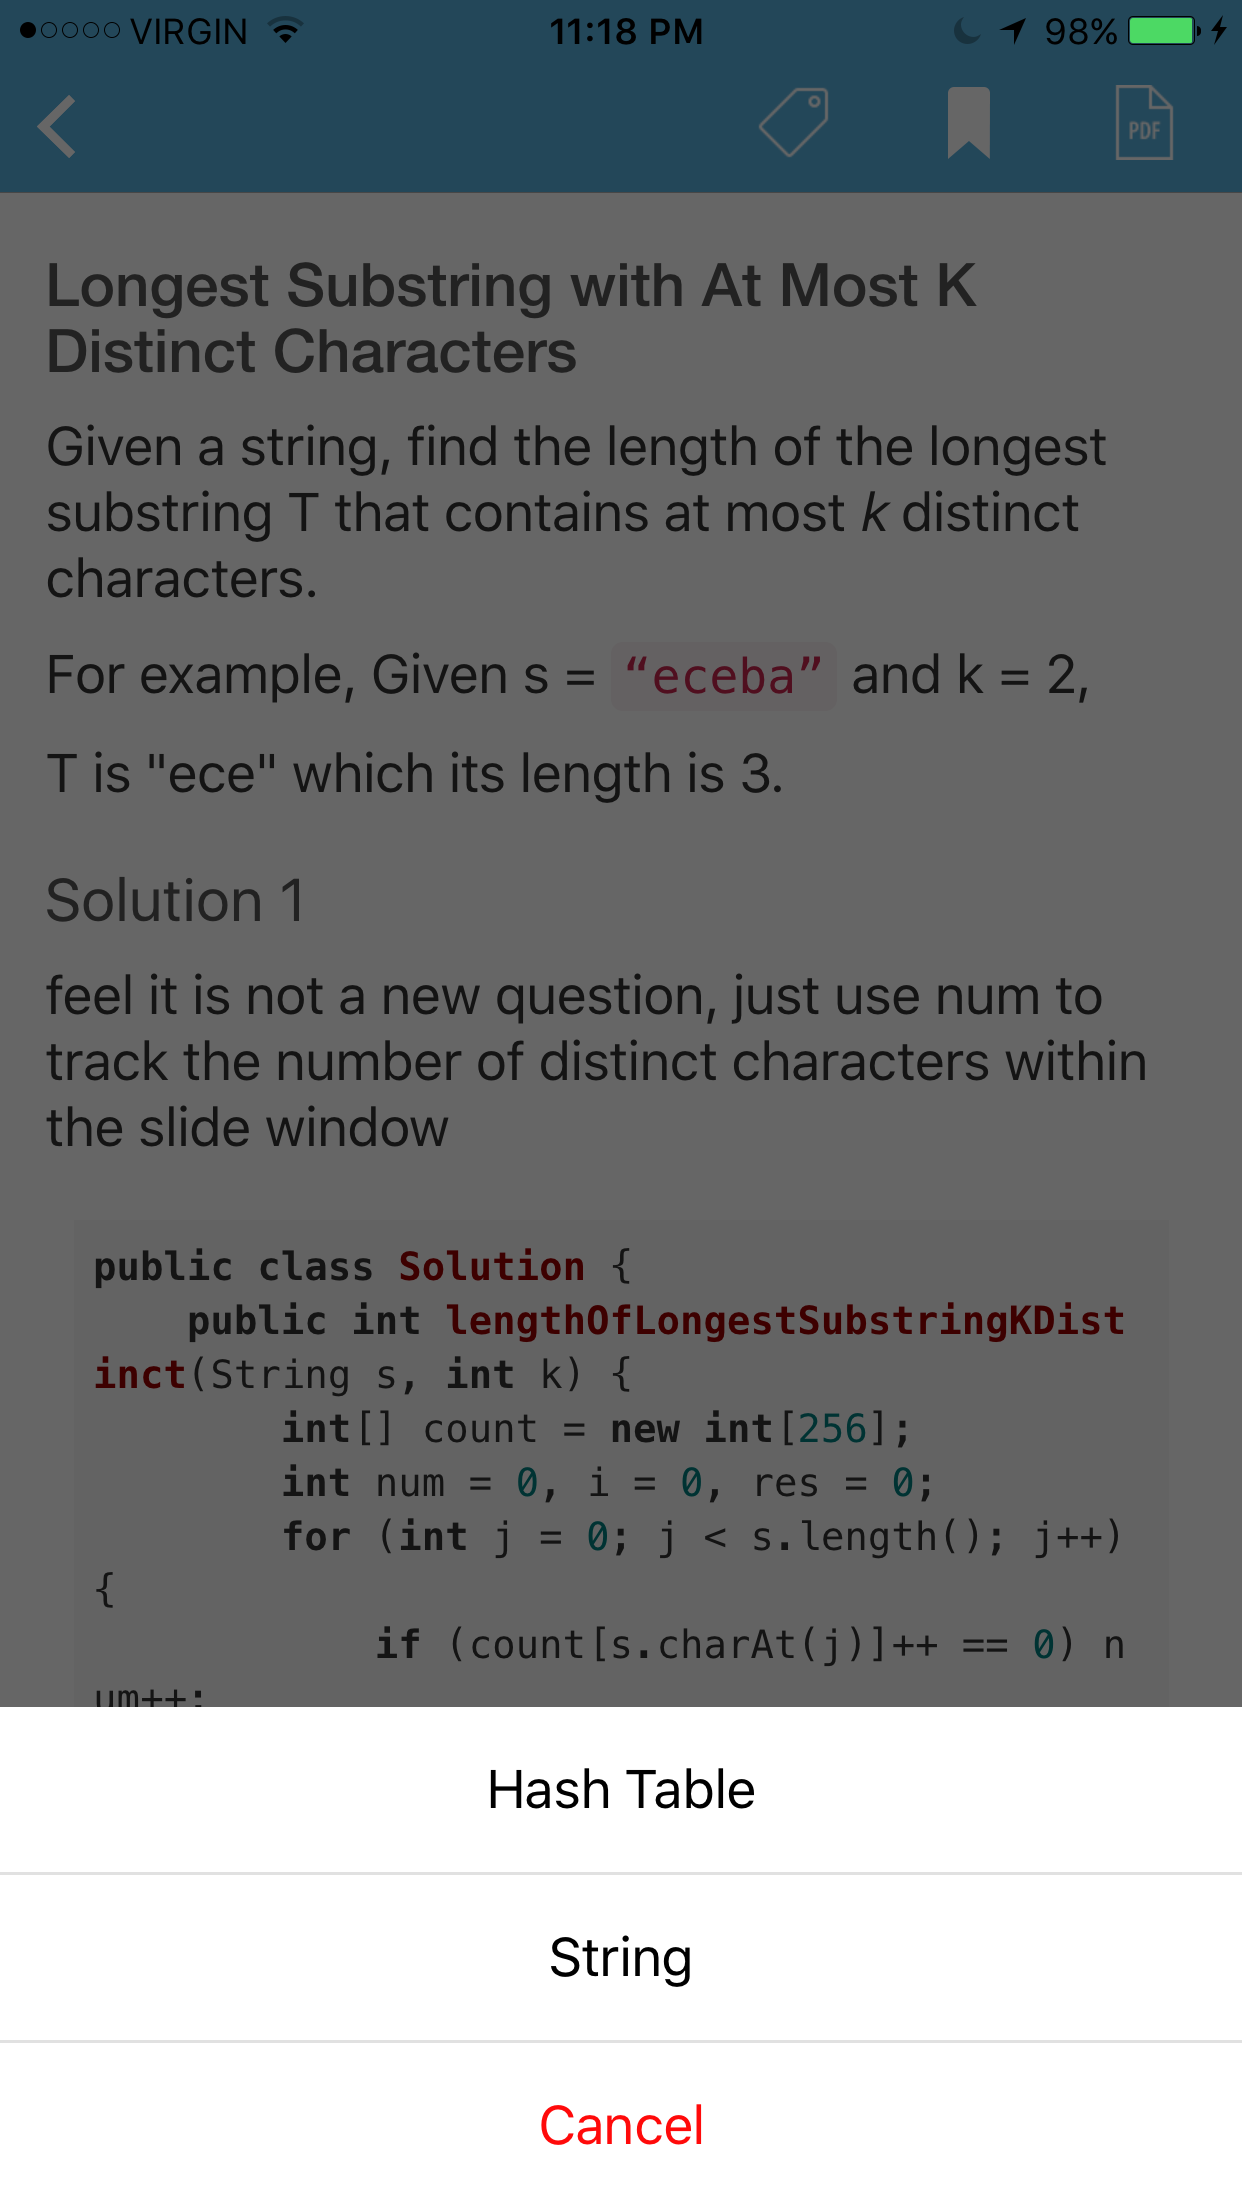 VIRGIN 11:18 PM 98%
PDF
Longest Substring with At Most K
Distinct Characters
Given a string, find the length of the longest
substring T that contains at most k distinct
characters.
For example, Given s = “eceba” and k = 2,
T is "ece" which its length is 3.
Solution 1
feel it is not a new question, just use num to
track the number of distinct characters within
the slide window
public class Solution {
public int lengthOfLongestSubstringKDist
inct(String s, int k) {
int[] count = new int[256];
int num = 0, i = 0, res = 0;
for (int j = 0; j < s.length(); j++)
{
if (count[s.charAt(j)]++ == 0) n
um++;
Hash Table
String
Cancel